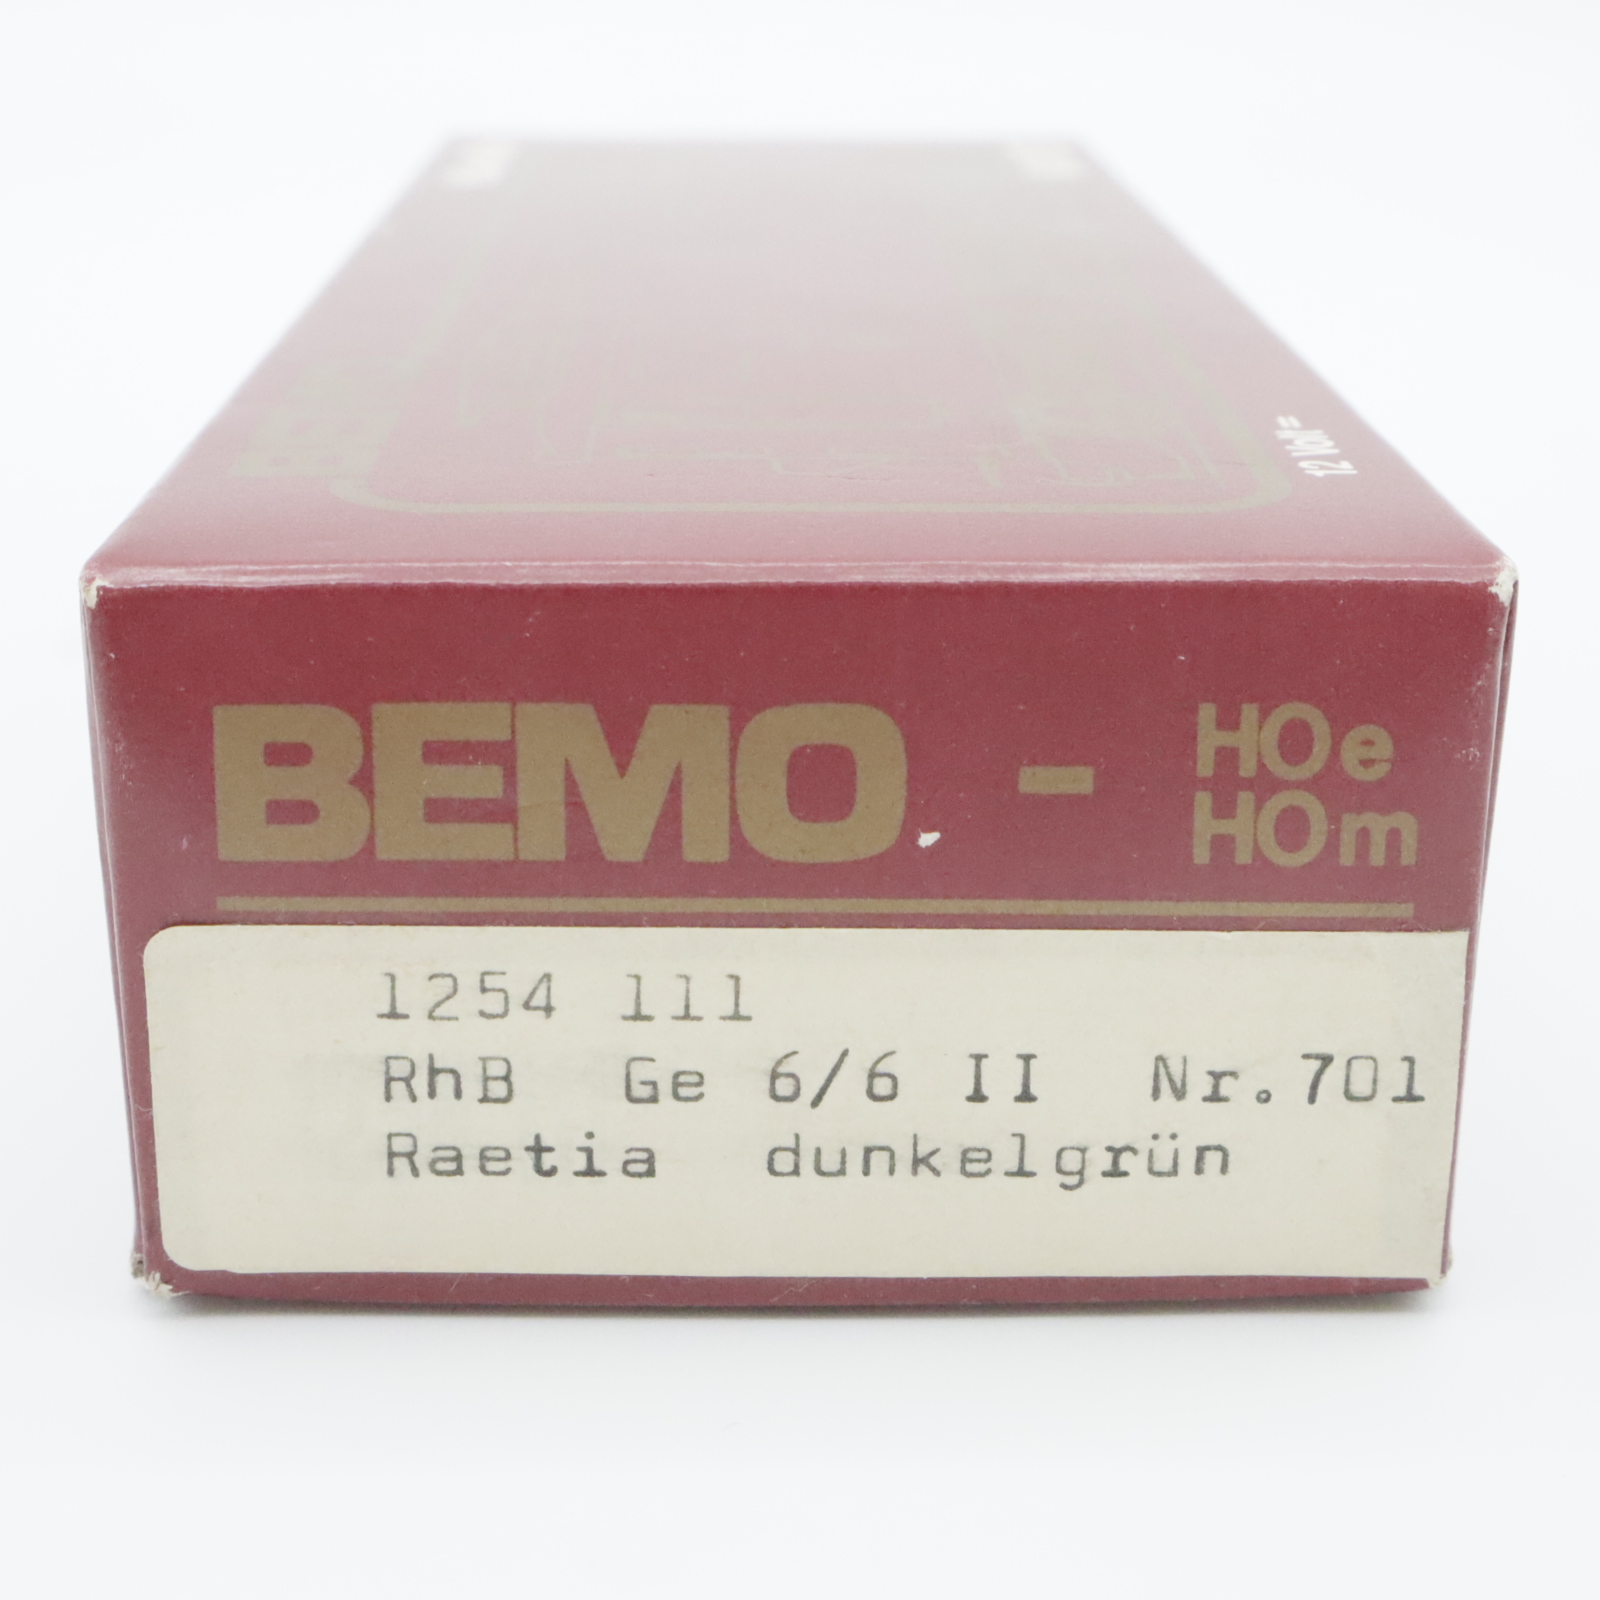 12 Volt =
BEMO - HOe
HOm
1254 111
RhB Ge 6/6 II Nr.701
Raetia dunkelgrün